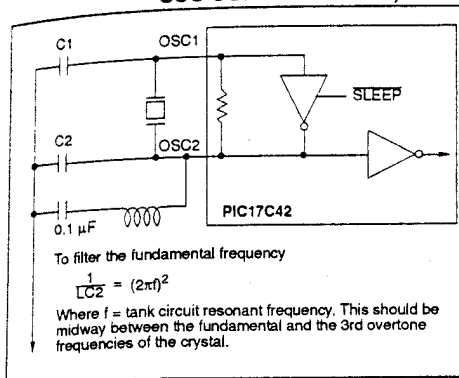 C1
OSC1
SLEEP
C2
OSC2
0.1 µF
PIC17C42
To filter the fundamental frequency
1
LC2 = (2πf)²
Where f = tank circuit resonant frequency. This should be
midway between the fundamental and the 3rd overtone
frequencies of the crystal.